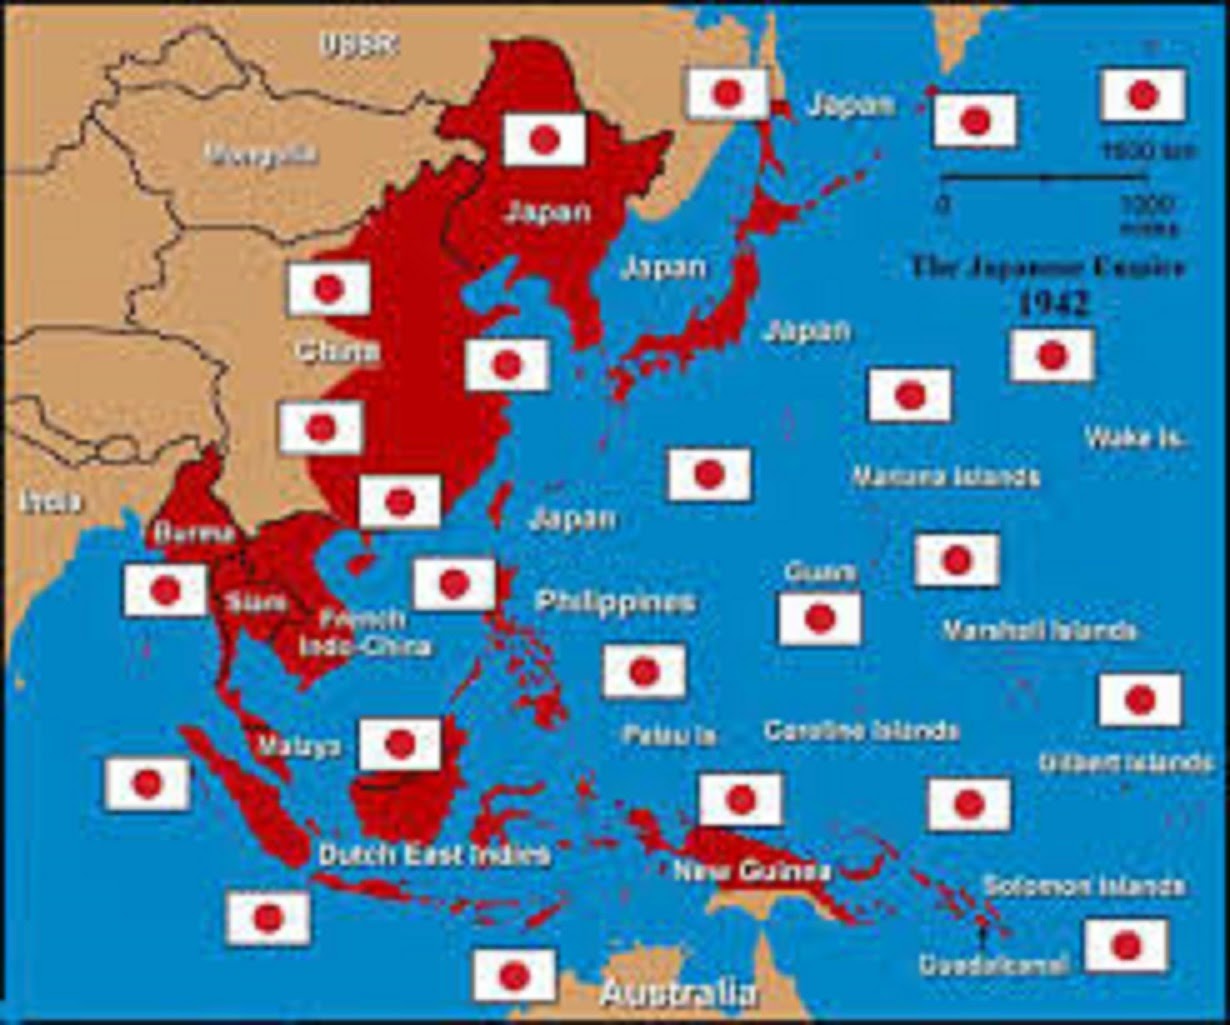 USSR
Japan
Mongolia
1600 km
0
1000
miles
Japan
Japan
The Japanese Empire
1942
Japan
China
Wake Is.
Mariana Islands
India
Japan
Burma
Guam
Siam
Philippines
French
Indo-China
Marshall Islands
Malaya
Palau Is
Caroline Islands
Gilbert Islands
Dutch East Indies
New Guinea
Solomon Islands
Guadalcanal
Australia